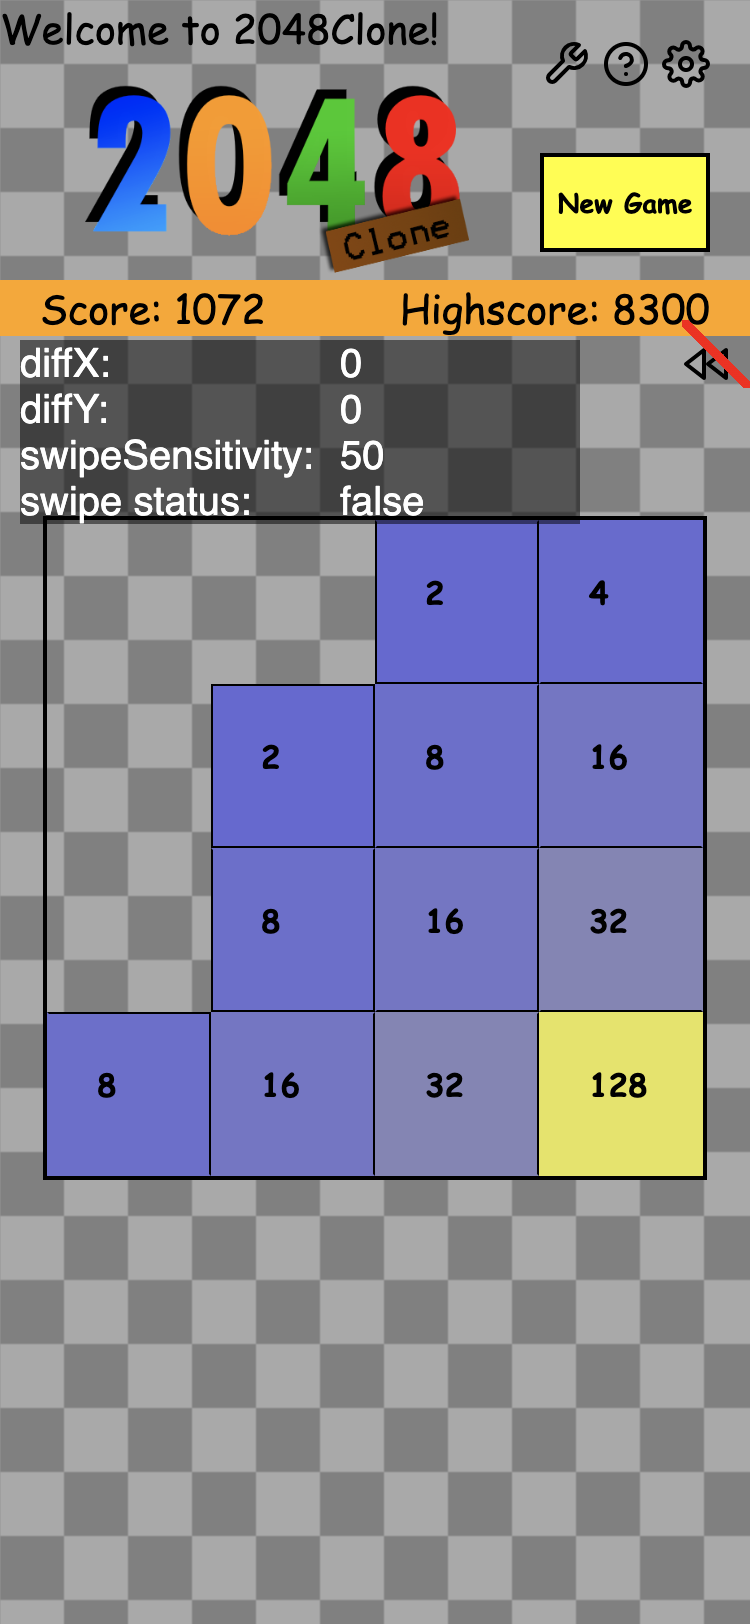 Welcome to 2048Clone!
2048
Clone
New Game
Score: 1072 Highscore: 8300
diffX: 0
diffY: 0
swipeSensitivity: 50
swipe status: false
2 4
2 8 16
8 16 32
8 16 32 128